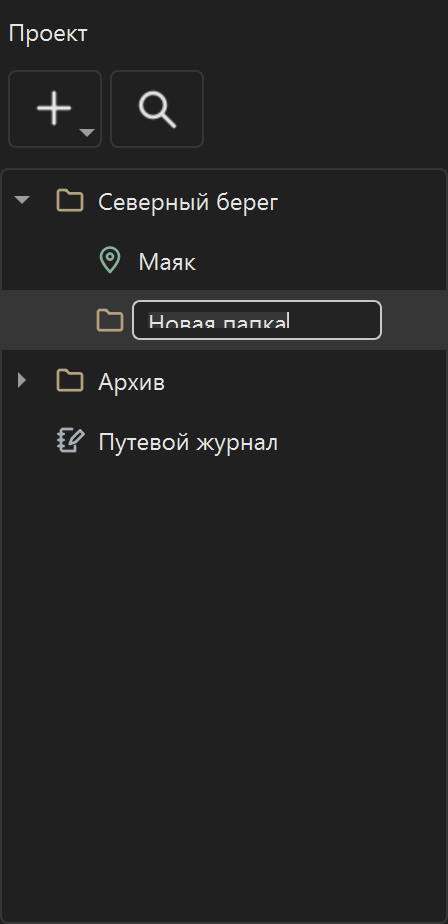 Проект
Северный берег
Маяк
Новая папка
Архив
Путевой журнал